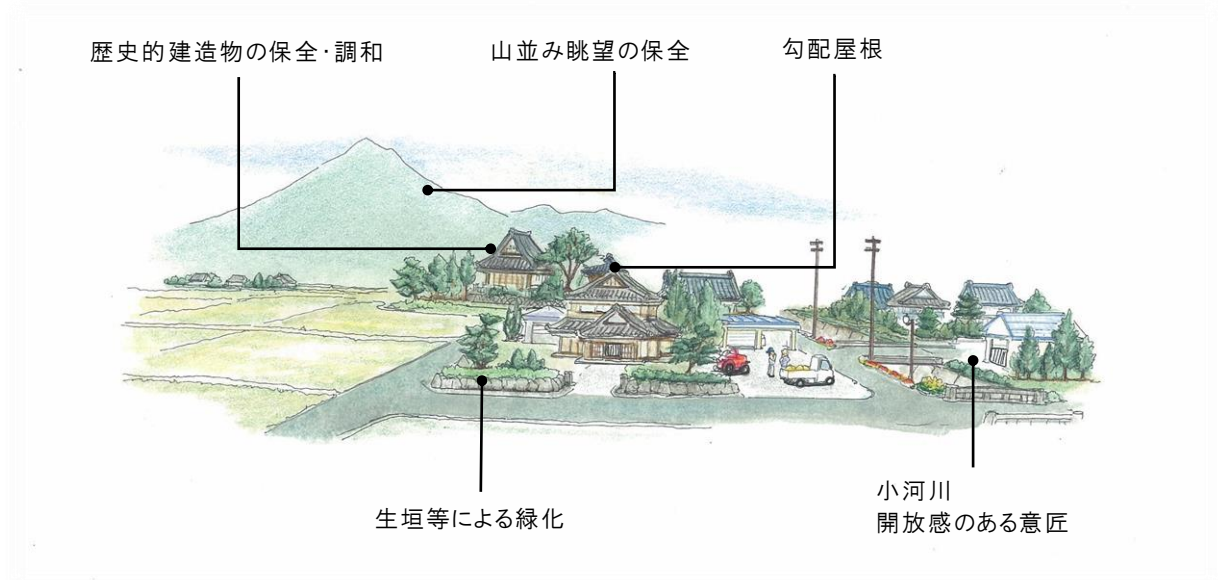 歴史的建造物の保全･調和
山並み眺望の保全
勾配屋根
生垣等による緑化
小河川
開放感のある意匠